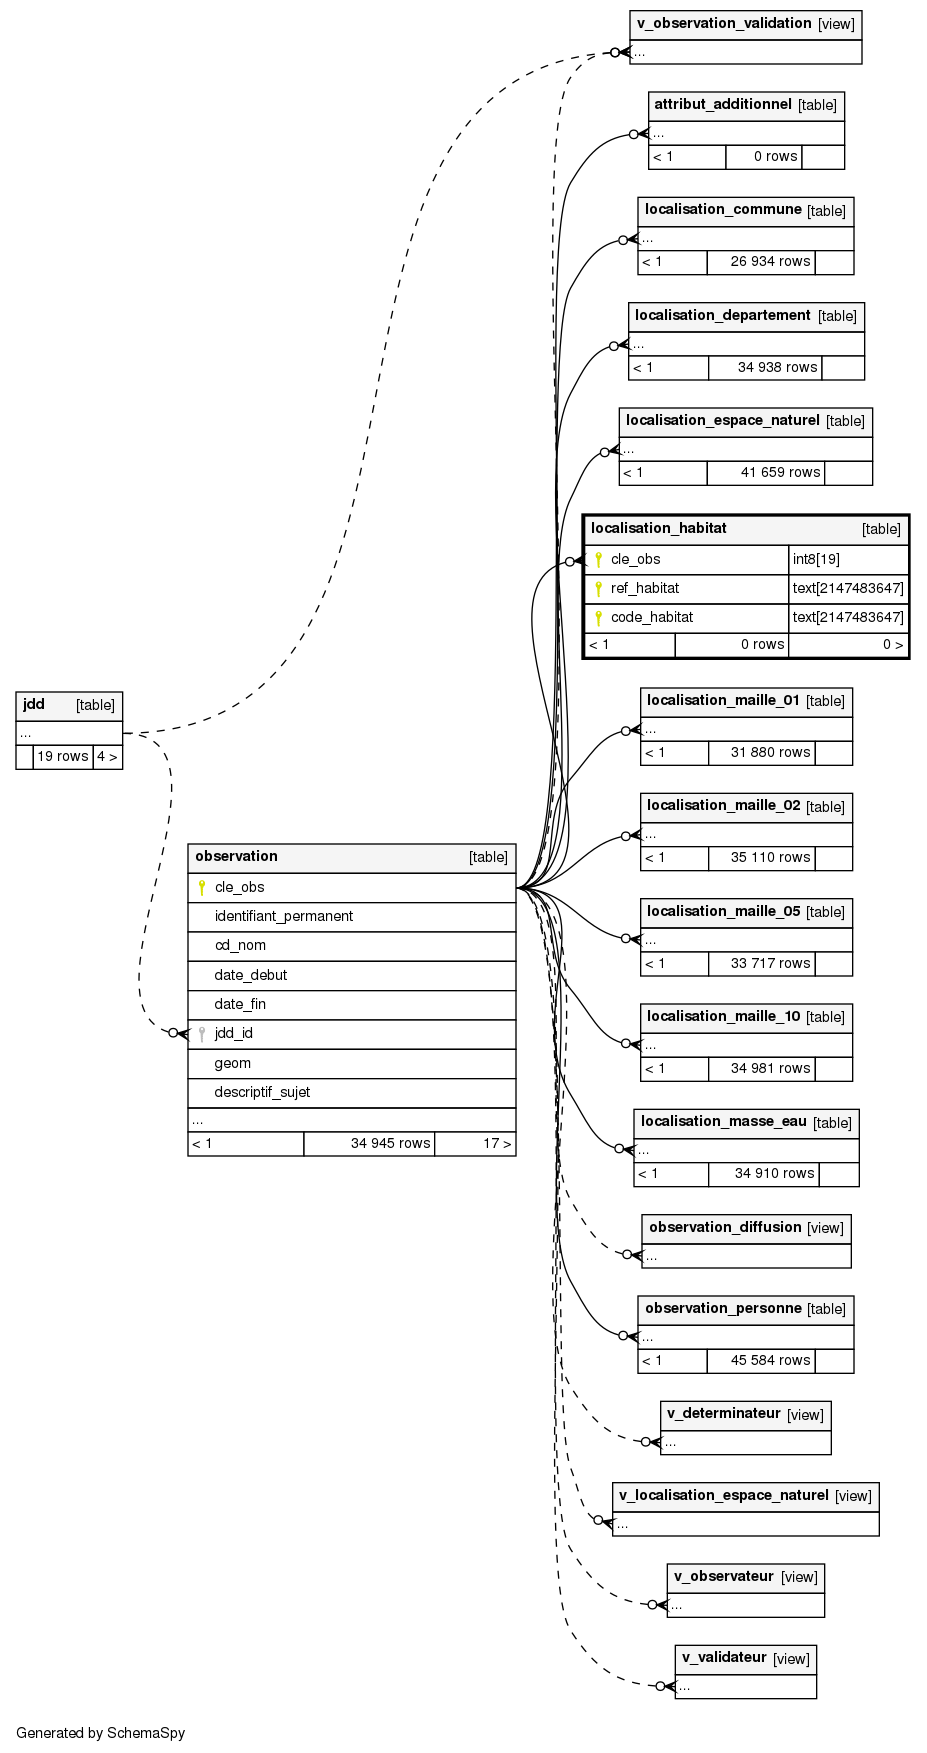 v_observation_validation [view]
...
attribut_additionnel [table]
...
< 1 0 rows
localisation_commune [table]
...
< 1 26 934 rows
localisation_departement [table]
...
< 1 34 938 rows
localisation_espace_naturel [table]
...
< 1 41 659 rows
localisation_habitat [table]
cle_obs int8[19]
ref_habitat text[2147483647]
code_habitat text[2147483647]
< 1 0 rows 0 >
jdd [table]
...
19 rows 4 >
localisation_maille_01 [table]
...
< 1 31 880 rows
localisation_maille_02 [table]
...
< 1 35 110 rows
observation [table]
cle_obs
identifiant_permanent
cd_nom
date_debut
date_fin
jdd_id
geom
descriptif_sujet
...
< 1 34 945 rows 17 >
localisation_maille_05 [table]
...
< 1 33 717 rows
localisation_maille_10 [table]
...
< 1 34 981 rows
localisation_masse_eau [table]
...
< 1 34 910 rows
observation_diffusion [view]
...
observation_personne [table]
...
< 1 45 584 rows
v_determinateur [view]
...
v_localisation_espace_naturel [view]
...
v_observateur [view]
...
v_validateur [view]
...
Generated by SchemaSpy